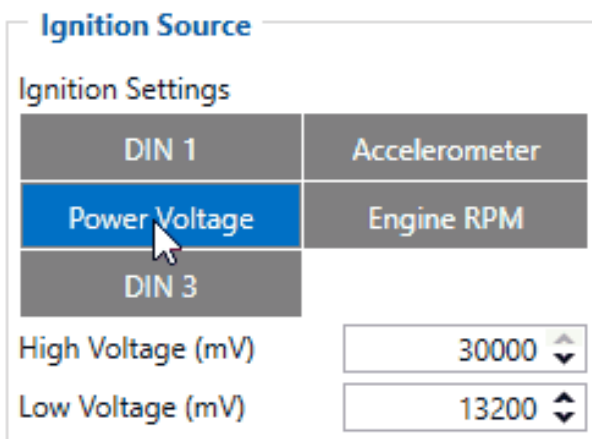 Ignition Source
Ignition Settings
DIN 1 Accelerometer
Power Voltage Engine RPM
DIN 3
High Voltage (mV) 30000
Low Voltage (mV) 13200